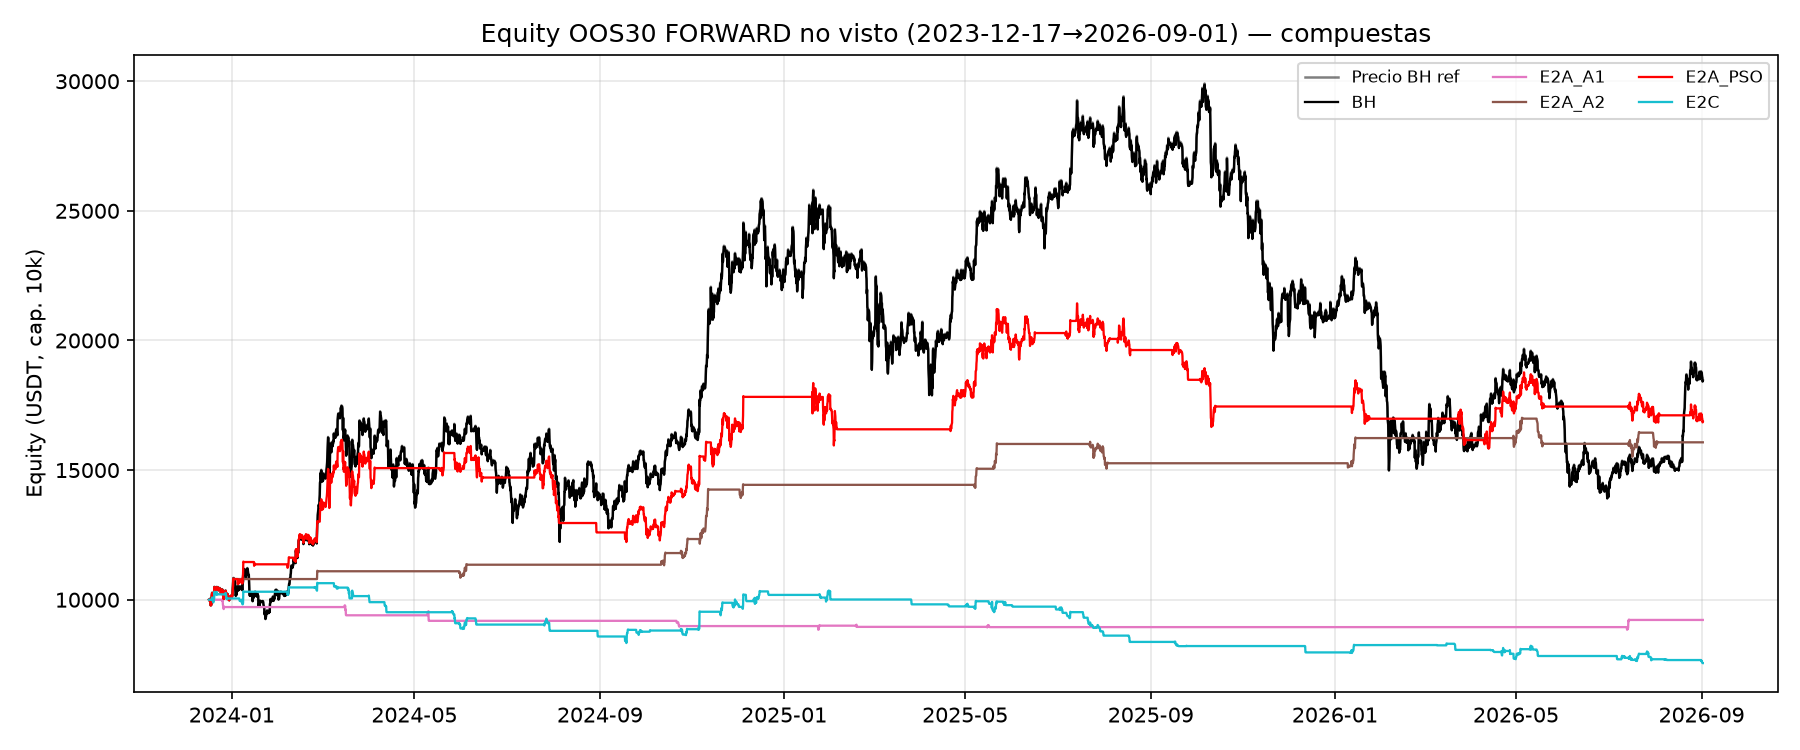 Equity OOS30 FORWARD no visto (2023-12-17→2026-09-01) — compuestas
Equity (USDT, cap. 10k)
30000
25000
20000
15000
10000
Precio BH ref
BH
E2A_A1
E2A_A2
E2A_PSO
E2C
2024-01
2024-05
2024-09
2025-01
2025-05
2025-09
2026-01
2026-05
2026-09